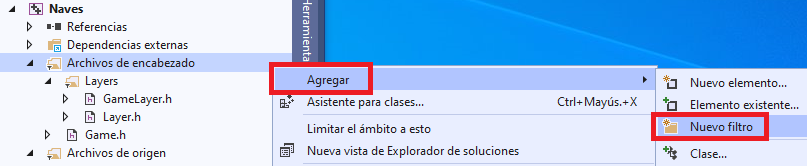 Naves
Referencias
Dependencias externas
Archivos de encabezado
Layers
GameLayer.h
Layer.h
Game.h
Archivos de origen
Herramienta
Agregar
Asistente para clases... Ctrl+Mayús.+X
Limitar el ámbito a esto
Nueva vista de Explorador de soluciones
Nuevo elemento...
Elemento existente...
Nuevo filtro
Clase...